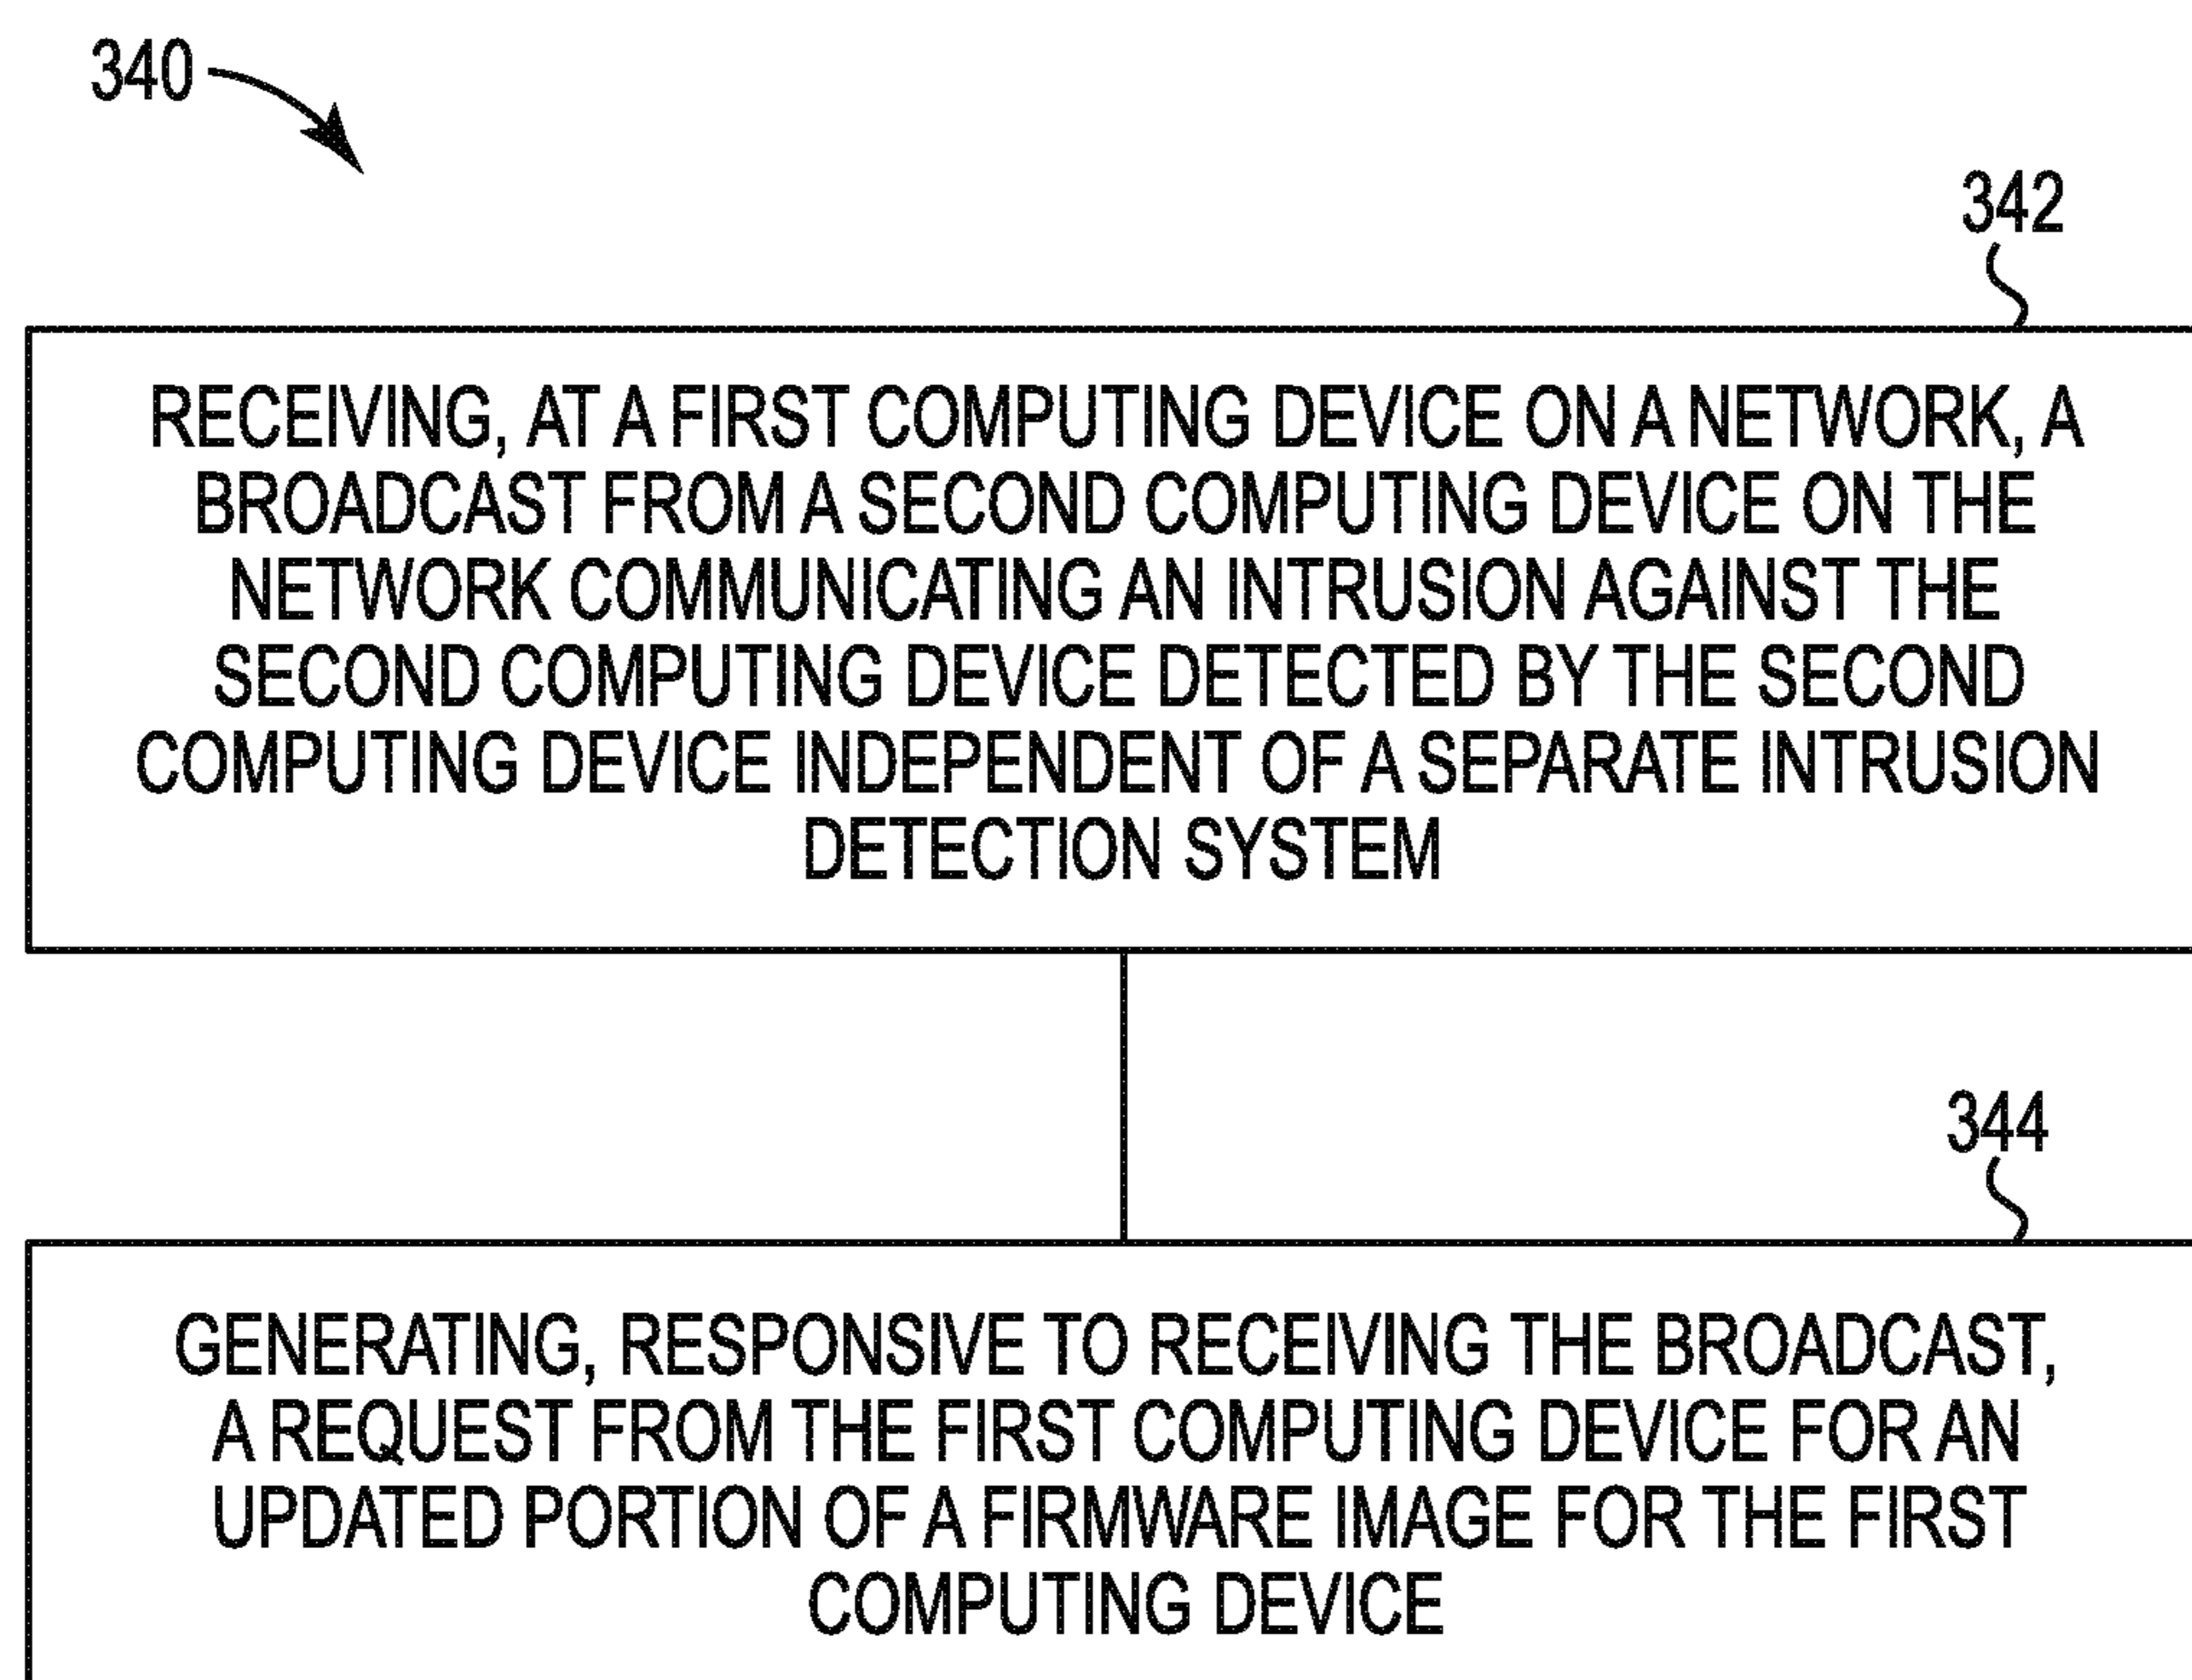 340
342
RECEIVING, AT A FIRST COMPUTING DEVICE ON A NETWORK, A
BROADCAST FROM A SECOND COMPUTING DEVICE ON THE
NETWORK COMMUNICATING AN INTRUSION AGAINST THE
SECOND COMPUTING DEVICE DETECTED BY THE SECOND
COMPUTING DEVICE INDEPENDENT OF A SEPARATE INTRUSION
DETECTION SYSTEM
344
GENERATING, RESPONSIVE TO RECEIVING THE BROADCAST,
A REQUEST FROM THE FIRST COMPUTING DEVICE FOR AN
UPDATED PORTION OF A FIRMWARE IMAGE FOR THE FIRST
COMPUTING DEVICE